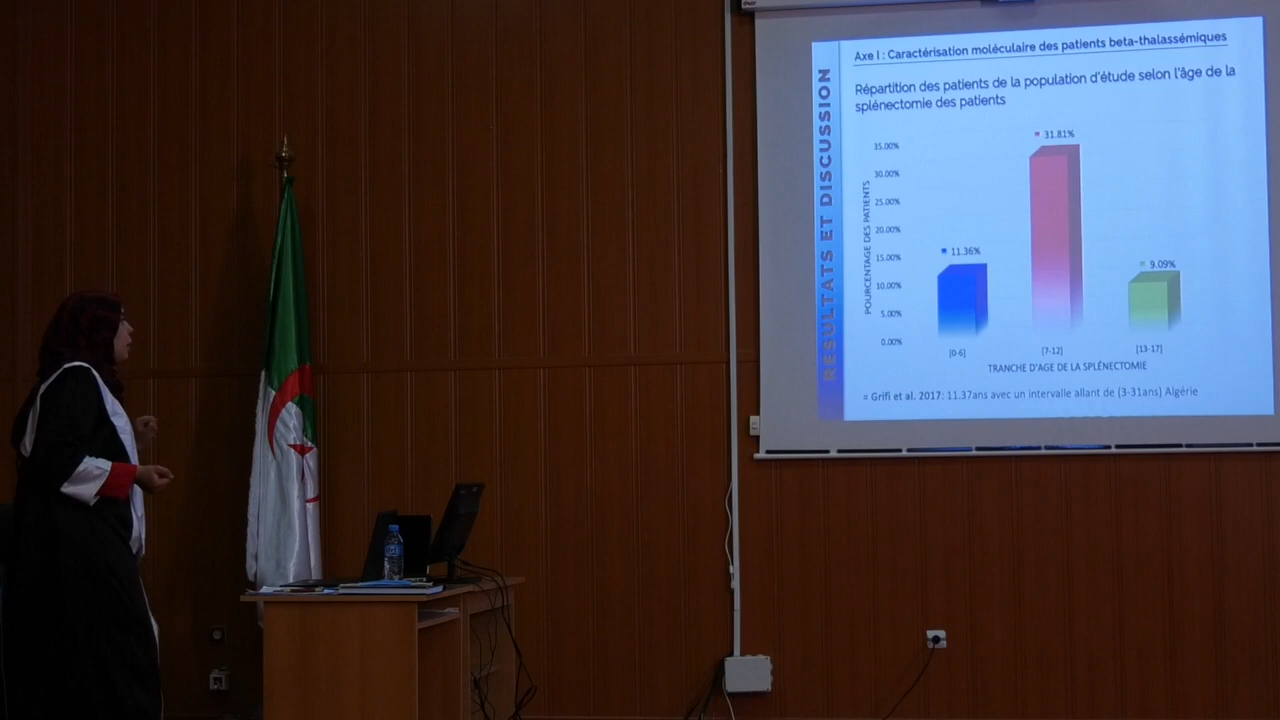 Axe I : Caractérisation moléculaire des patients beta-thalassémiques
Répartition des patients de la population d'étude selon l'âge de la
splénectomie des patients
RESULTATS ET DISCUSSION
POURCENTAGE DES PATIENTS
35.00%
30.00%
25.00%
20.00%
15.00%
10.00%
5.00%
0.00%
11.36%
31.81%
9.09%
[0-6]
[7-12]
[13-17]
TRANCHE D'AGE DE LA SPLÉNECTOMIE
= Grifi et al. 2017: 11.37ans avec un intervalle allant de (3-31ans) Algérie